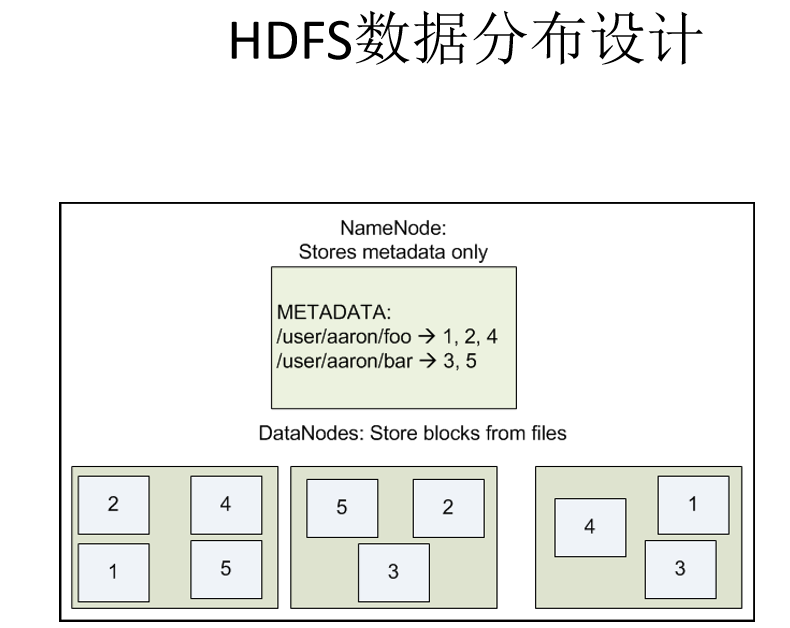 HDFS数据分布设计
NameNode:
Stores metadata only
METADATA:
/user/aaron/foo → 1, 2, 4
/user/aaron/bar → 3, 5
DataNodes: Store blocks from files
2
4
1
5
5
2
3
4
1
3